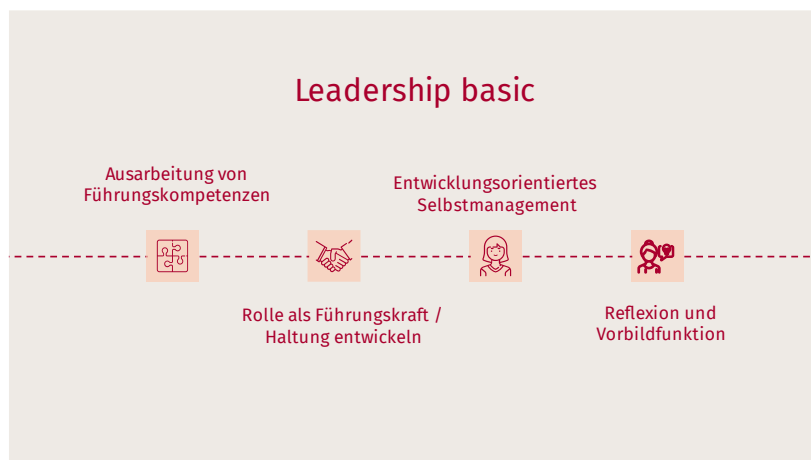 Leadership basic
Ausarbeitung von
Führungskompetenzen
Rolle als Führungskraft /
Haltung entwickeln
Entwicklungsorientiertes
Selbstmanagement
Reflexion und
Vorbildfunktion